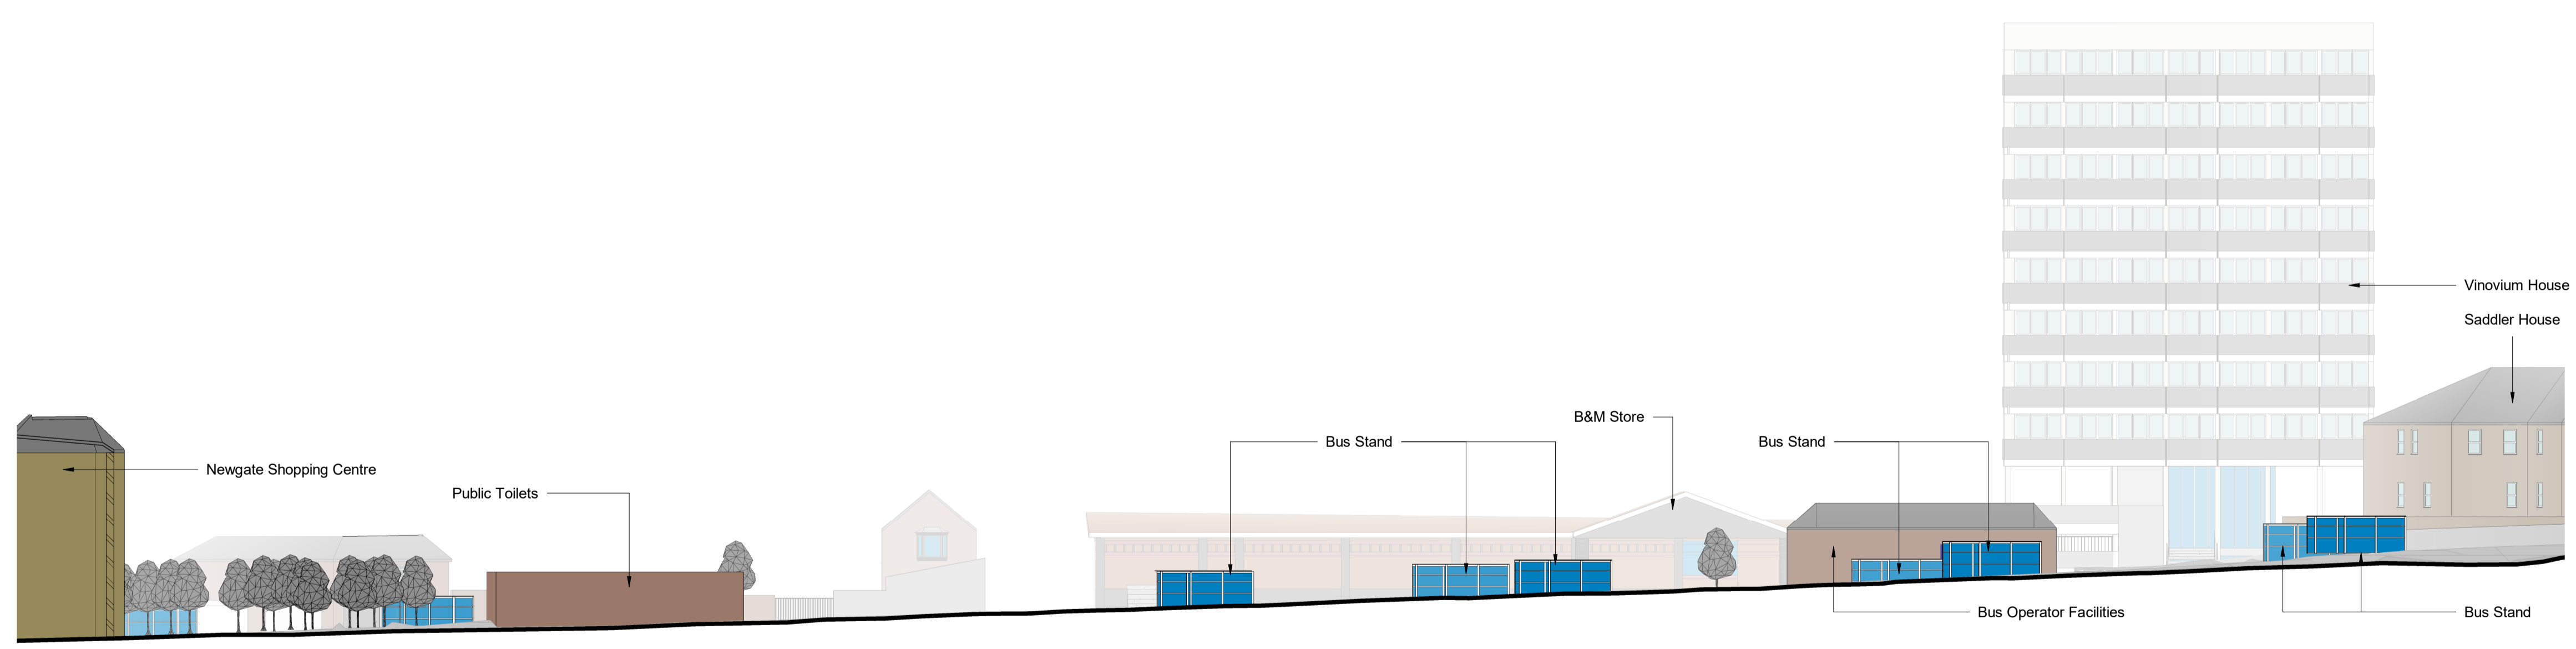 Newgate Shopping Centre
Public Toilets
Bus Stand
B&M Store
Bus Stand
Bus Operator Facilities
Vinovium House
Saddler House
Bus Stand